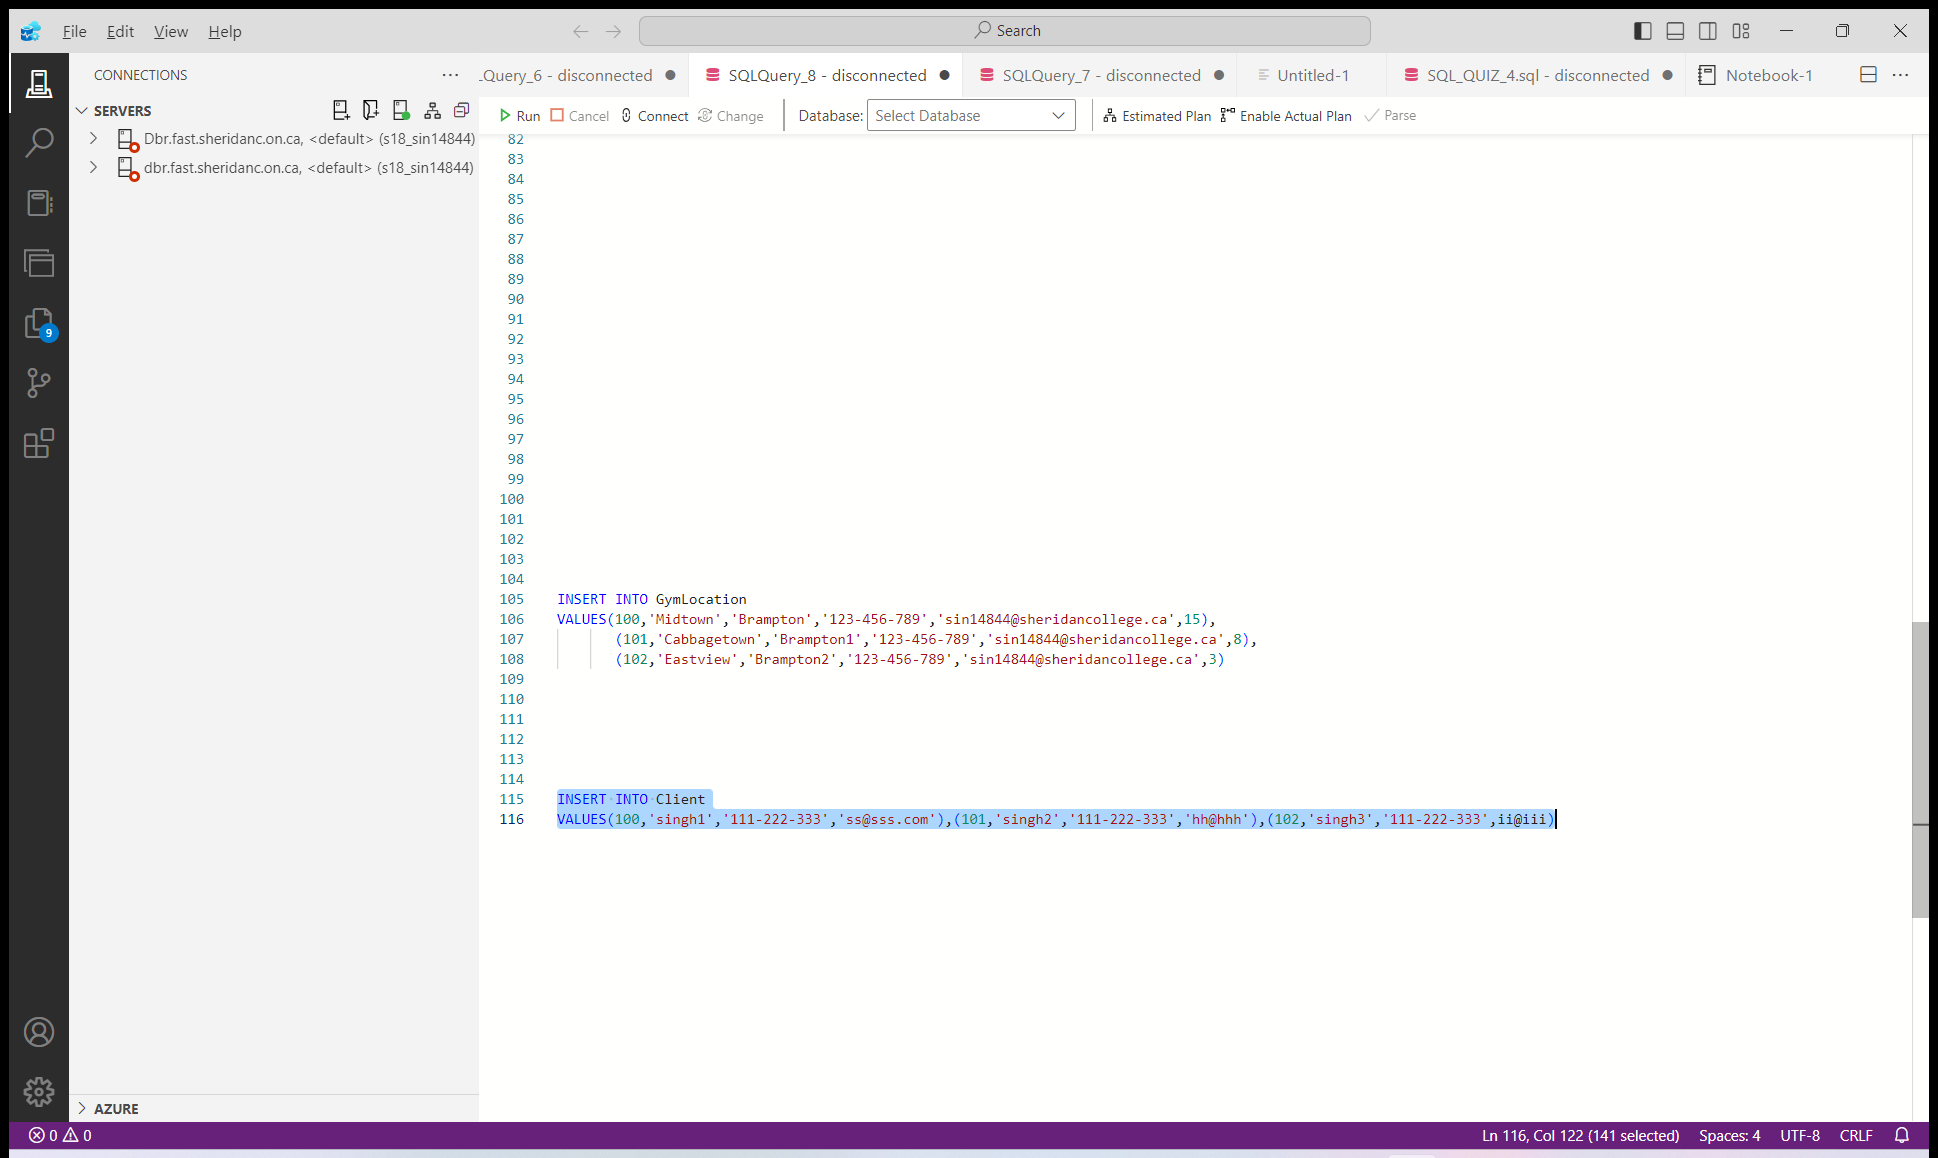 File Edit View Help
Search
CONNECTIONS
SERVERS
Dbr.fast.sheridanc.on.ca, <default> (s18_sin14844)
dbr.fast.sheridanc.on.ca, <default> (s18_sin14844)
9
AZURE
.Query_6 - disconnected SQLQuery_8 - disconnected SQLQuery_7 - disconnected Untitled-1 SQL_QUIZ_4.sql - disconnected Notebook-1
Run Cancel Connect Change Database: Select Database Estimated Plan Enable Actual Plan Parse
82
83
84
85
86
87
88
89
90
91
92
93
94
95
96
97
98
99
100
101
102
103
104
105 INSERT INTO GymLocation
106 VALUES(100,'Midtown','Brampton','123-456-789','sin14844@sheridancollege.ca',15),
107 (101,'Cabbagetown','Brampton1','123-456-789','sin14844@sheridancollege.ca',8),
108 (102,'Eastview','Brampton2','123-456-789','sin14844@sheridancollege.ca',3)
109
110
111
112
113
114
115 INSERT INTO Client
116 VALUES(100,'singh1','111-222-333','ss@sss.com'),(101,'singh2','111-222-333','hh@hhh'),(102,'singh3','111-222-333',ii@iii)
0 0 Ln 116, Col 122 (141 selected) Spaces: 4 UTF-8 CRLF